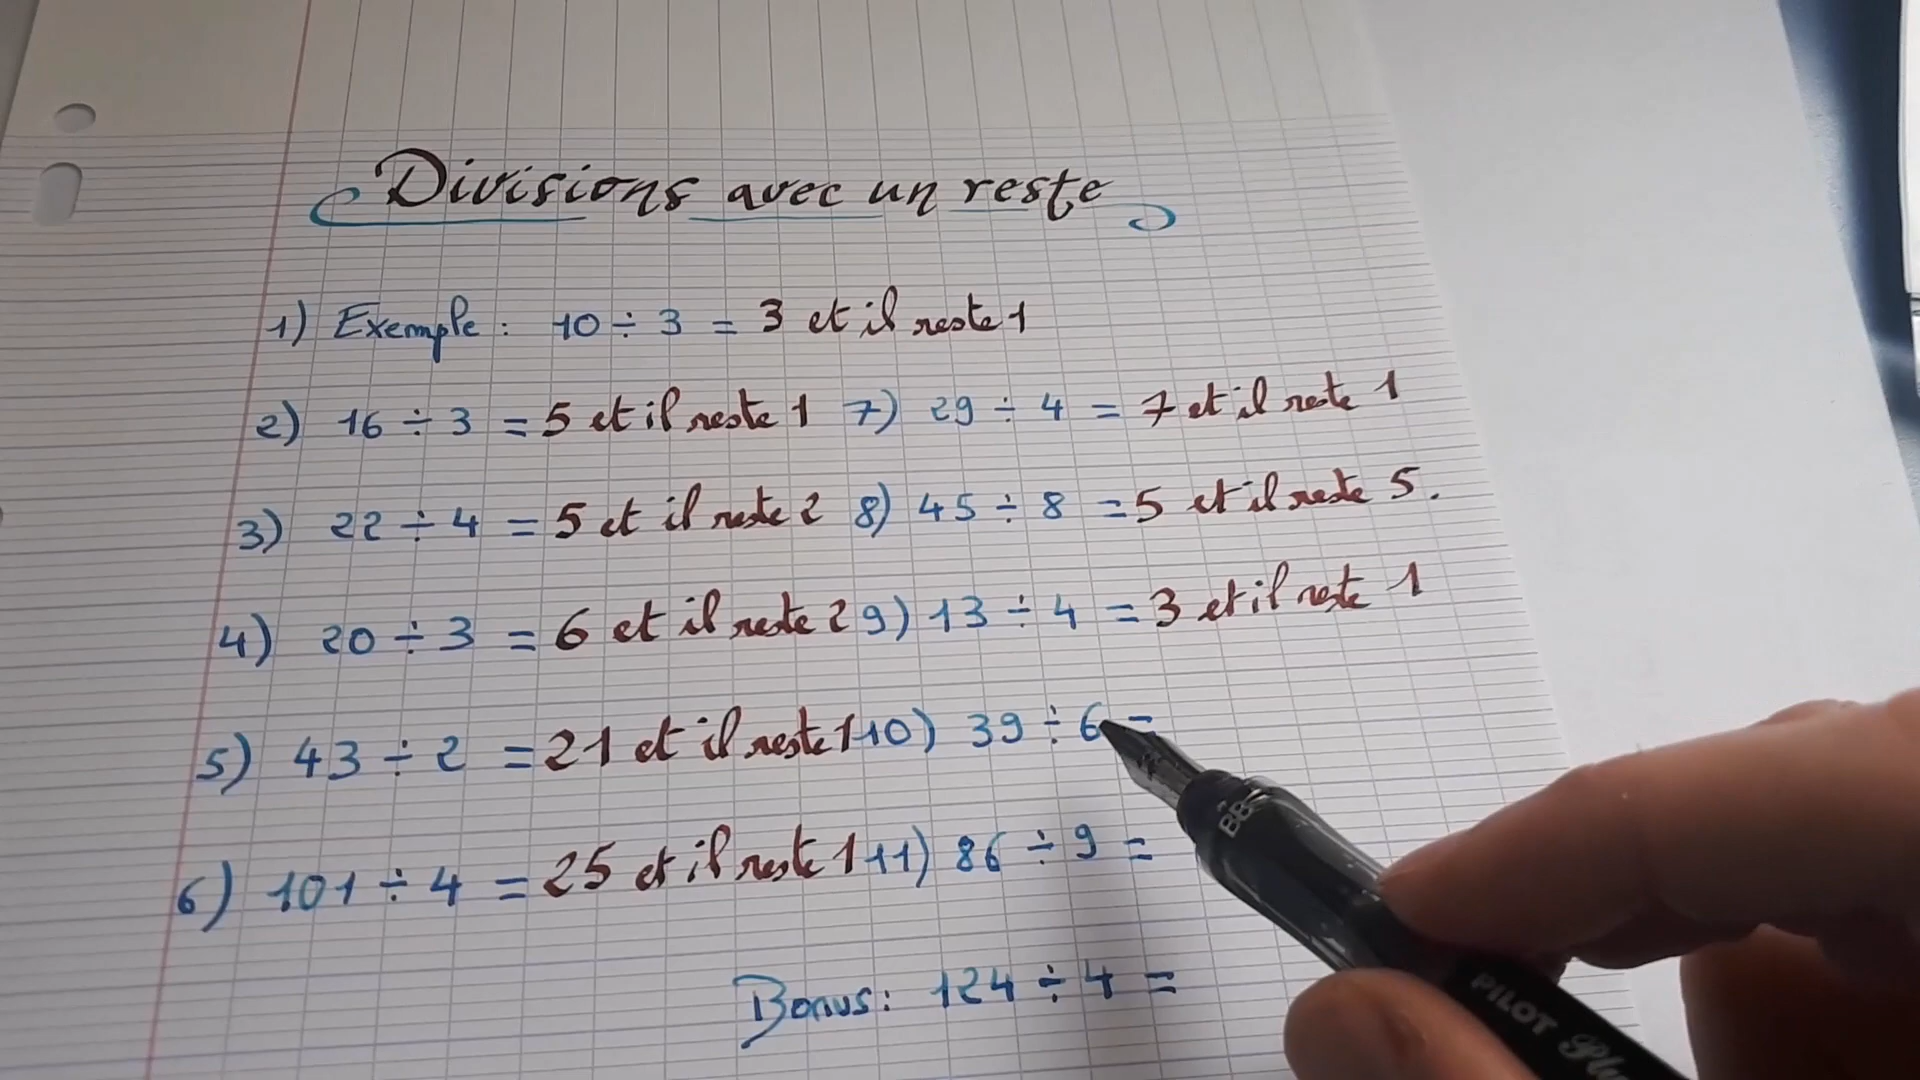 Divisions avec un reste
1) Exemple : 10 ÷ 3 = 3 et il reste 1
2) 16 ÷ 3 = 5 et il reste 1 7) 29 ÷ 4 = 7 et il reste 1
3) 22 ÷ 4 = 5 et il reste 2 8) 45 ÷ 8 = 5 et il reste 5.
4) 20 ÷ 3 = 6 et il reste 2 9) 13 ÷ 4 = 3 et il reste 1
5) 43 ÷ 2 = 21 et il reste 1 10) 39 ÷ 6 =
6) 101 ÷ 4 = 25 et il reste 1 11) 86 ÷ 9 =
Bonus : 124 ÷ 4 =
PILOT